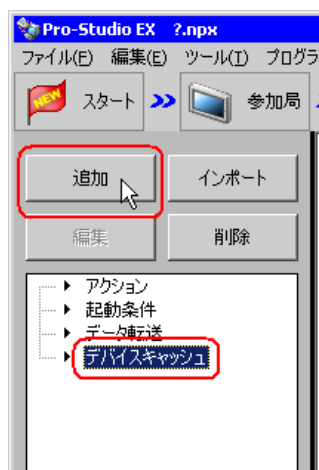 Pro-Studio EX ?.npx
ファイル(F) 編集(E) ツール(T) プログラ
NEW スタート 参加局
追加 インポート
編集 削除
アクション
起動条件
データ転送
デバイスキャッシュ